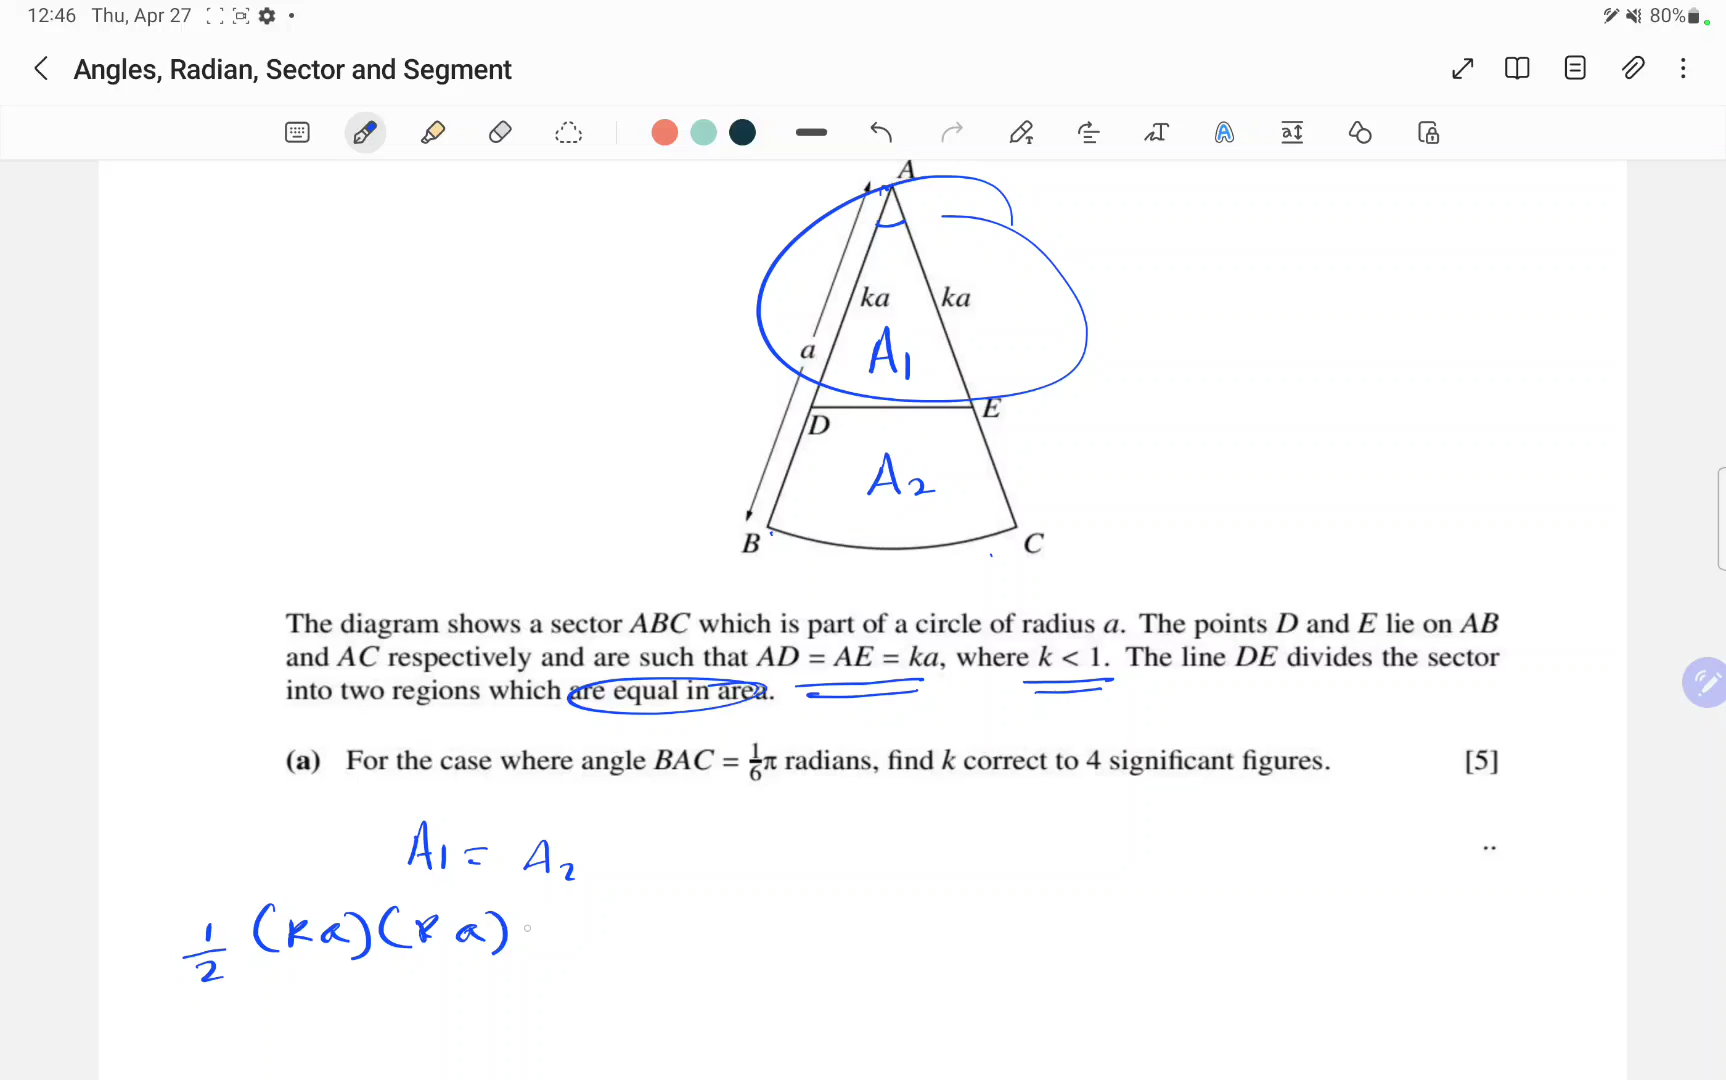 12:46 Thu, Apr 27 80%
Angles, Radian, Sector and Segment
A
ka ka
a A₁
D E
A₂
B C
The diagram shows a sector ABC which is part of a circle of radius a. The points D and E lie on AB
and AC respectively and are such that AD = AE = ka, where k < 1. The line DE divides the sector
into two regions which are equal in area.
(a) For the case where angle BAC = 1/6 π radians, find k correct to 4 significant figures. [5]
A₁ = A₂
1/2 (ka)(ka)